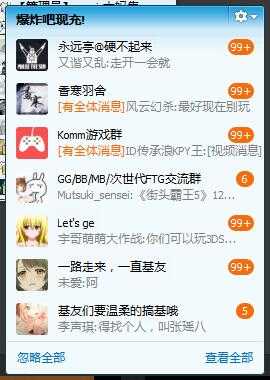 爆炸吧现充!
永远亭@硬不起来
99+
又谐又乱:走开一会就
香寒羽舍
99+
[有全体消息]风云幻杀:最好现在别玩
Komm游戏群
99+
[有全体消息]ID传承浪KPY王:[视频消息]
GG/BB/MB/次世代FTG交流群
6
Mutsuki_sensei:《街头霸王5》12...
Let's ge
99+
宇哥萌萌大作战:你们可以玩3DS...
一路走来，一直基友
99+
未爱:阿
基友们要温柔的搞基哦
5
李声琪:得找个人，叫张瑶八
忽略全部
查看全部